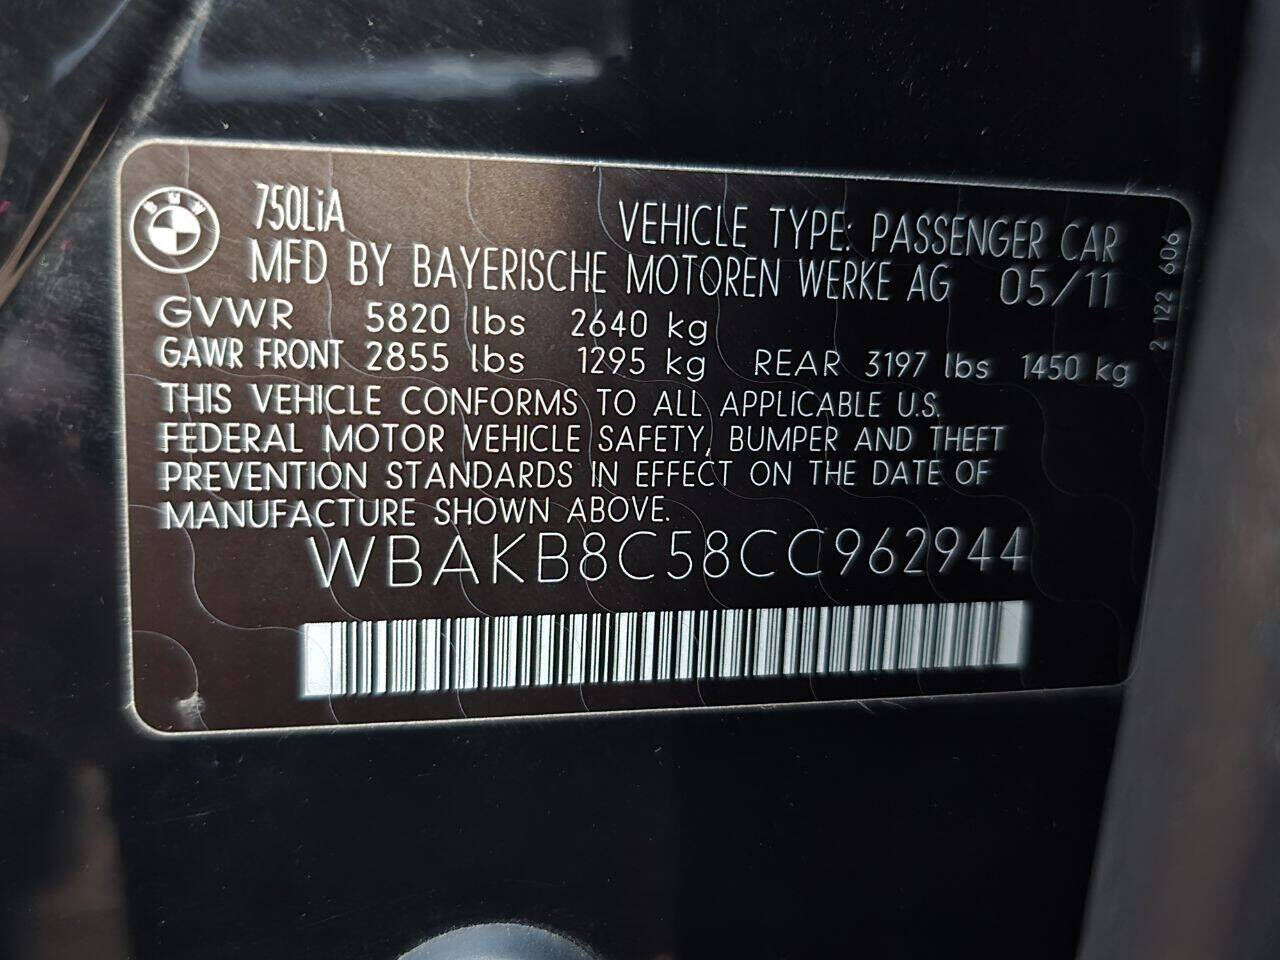 BMW
750LiA
VEHICLE TYPE: PASSENGER CAR
MFD BY BAYERISCHE MOTOREN WERKE AG 05/11
GVWR 5820 lbs 2640 kg
GAWR FRONT 2855 lbs 1295 kg REAR 3197 lbs 1450 kg
THIS VEHICLE CONFORMS TO ALL APPLICABLE U.S.
FEDERAL MOTOR VEHICLE SAFETY, BUMPER AND THEFT
PREVENTION STANDARDS IN EFFECT ON THE DATE OF
MANUFACTURE SHOWN ABOVE.
WBAKB8C58CC962944
2 122 606